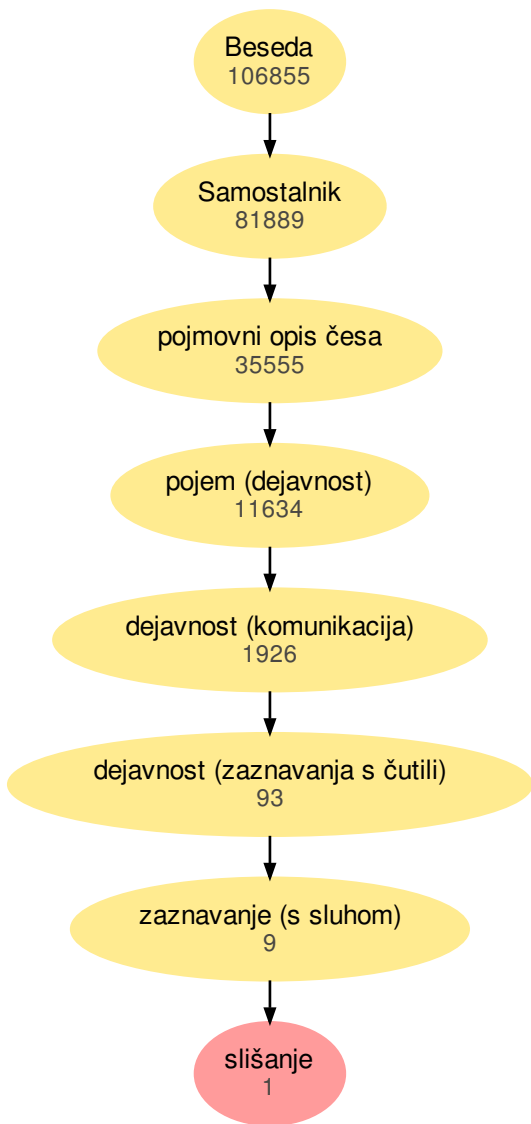 Beseda
106855
Samostalnik
81889
pojmovni opis česa
35555
pojem (dejavnost)
11634
dejavnost (komunikacija)
1926
dejavnost (zaznavanja s čutili)
93
zaznavanje (s sluhom)
9
slišanje
1